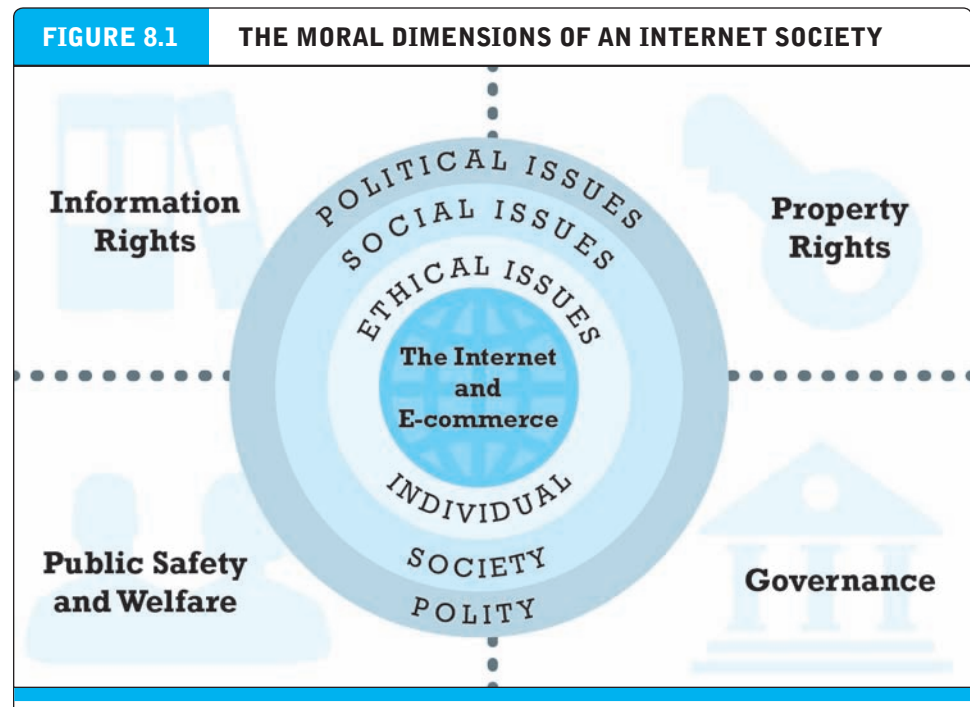 FIGURE 8.1 THE MORAL DIMENSIONS OF AN INTERNET SOCIETY
Information
Rights
Property
Rights
POLITICAL ISSUES
SOCIAL ISSUES
ETHICAL ISSUES
The Internet
and
E-commerce
INDIVIDUAL
SOCIETY
POLITY
Public Safety
and Welfare
Governance